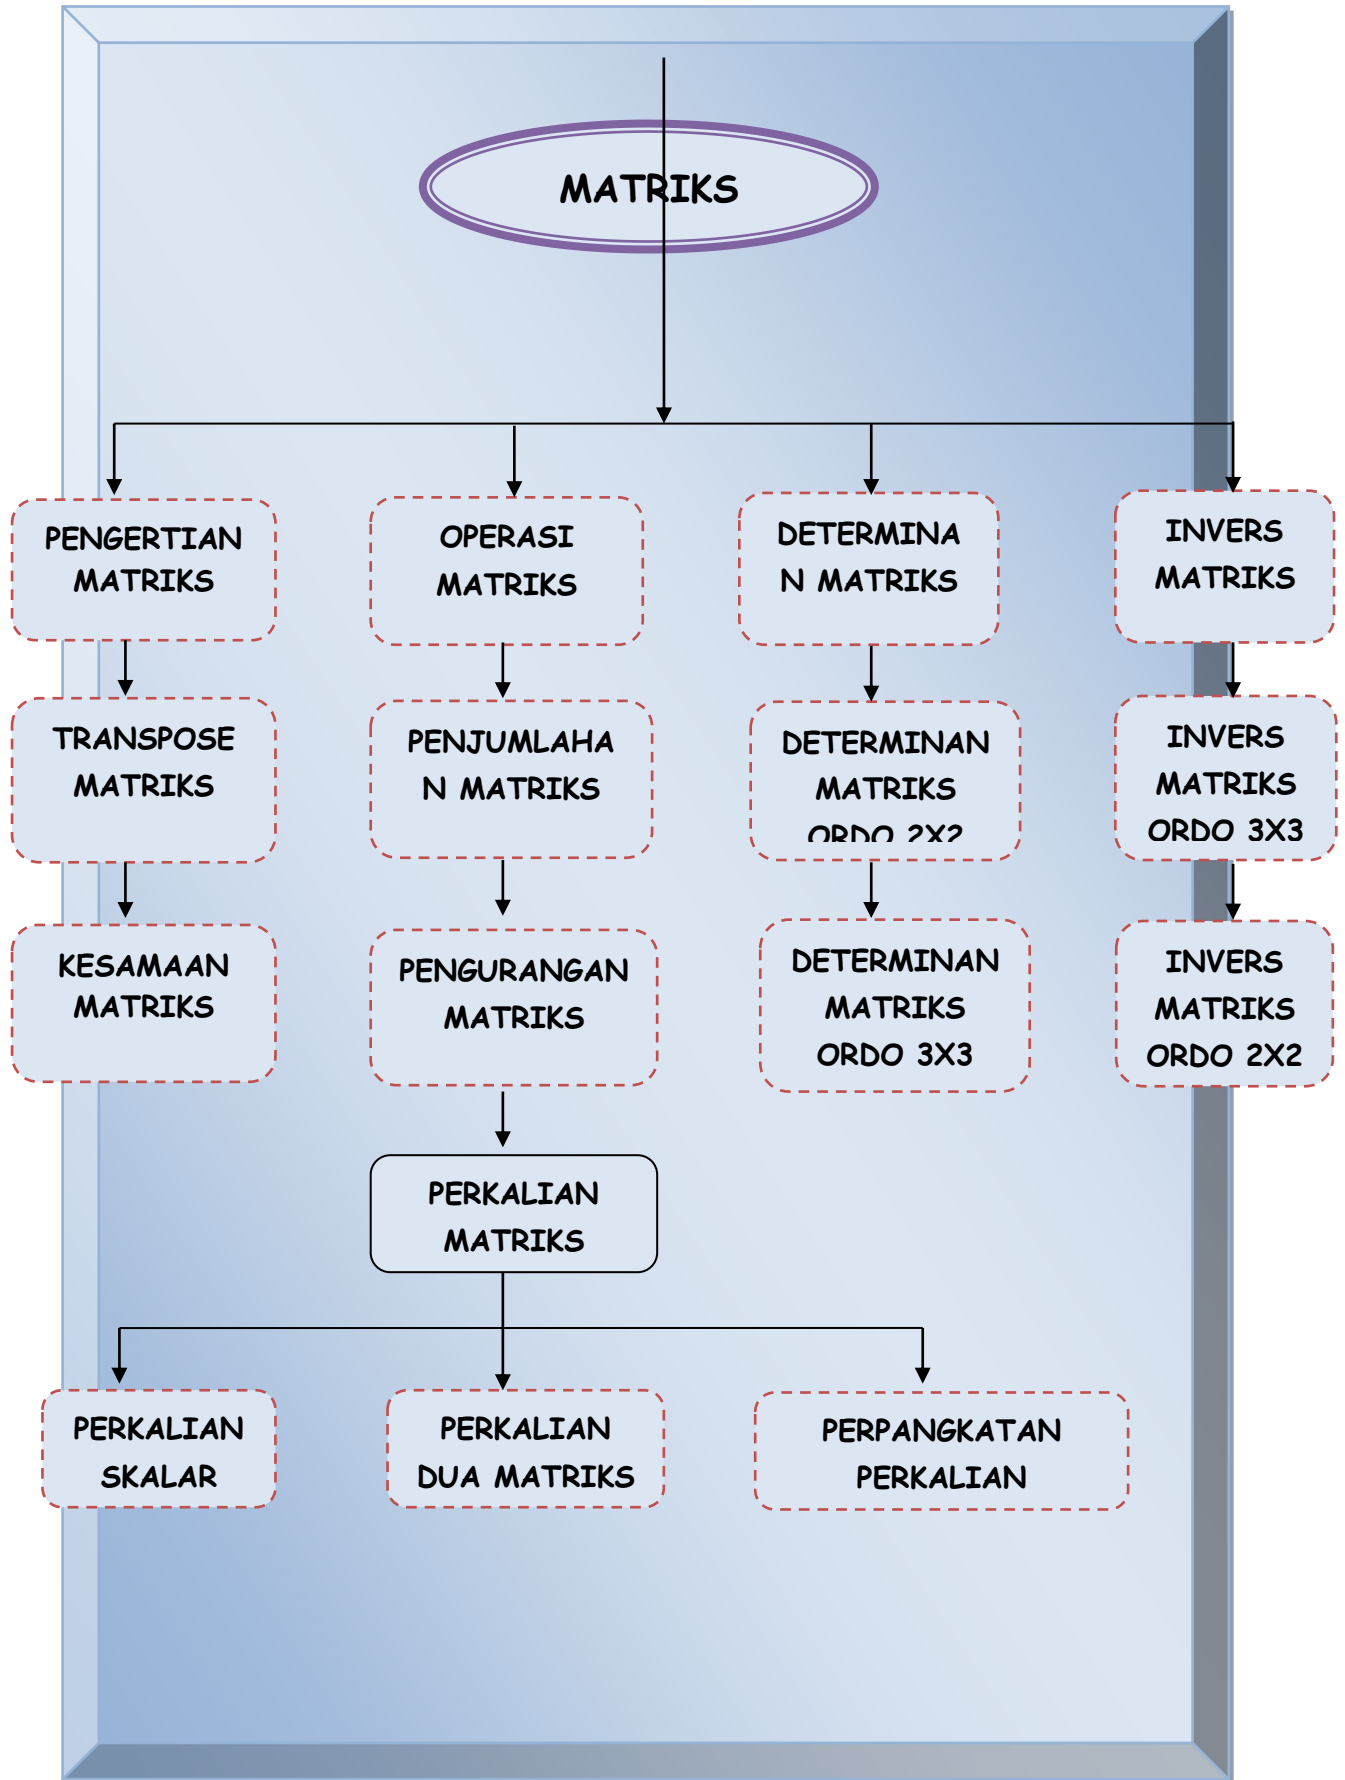 MATRIKS
PENGERTIAN
MATRIKS
OPERASI
MATRIKS
DETERMINA
N MATRIKS
INVERS
MATRIKS
TRANSPOSE
MATRIKS
PENJUMLAHA
N MATRIKS
DETERMINAN
MATRIKS
ORDO 2X2
INVERS
MATRIKS
ORDO 3X3
KESAMAAN
MATRIKS
PENGURANGAN
MATRIKS
DETERMINAN
MATRIKS
ORDO 3X3
INVERS
MATRIKS
ORDO 2X2
PERKALIAN
MATRIKS
PERKALIAN
SKALAR
PERKALIAN
DUA MATRIKS
PERPANGKATAN
PERKALIAN